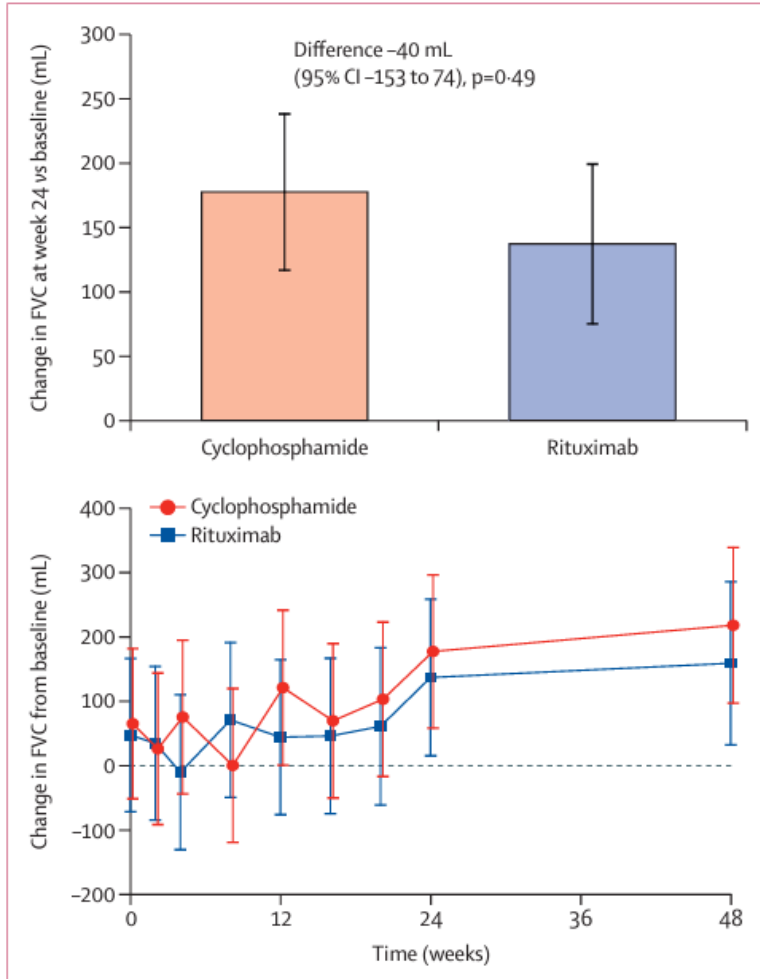 300
250
200
150
100
50
0
Change in FVC at week 24 vs baseline (mL)
Difference –40 mL
(95% CI –153 to 74), p=0·49
Cyclophosphamide
Rituximab
400
300
200
100
0
–100
–200
Change in FVC from baseline (mL)
Cyclophosphamide
Rituximab
0
12
24
36
48
Time (weeks)